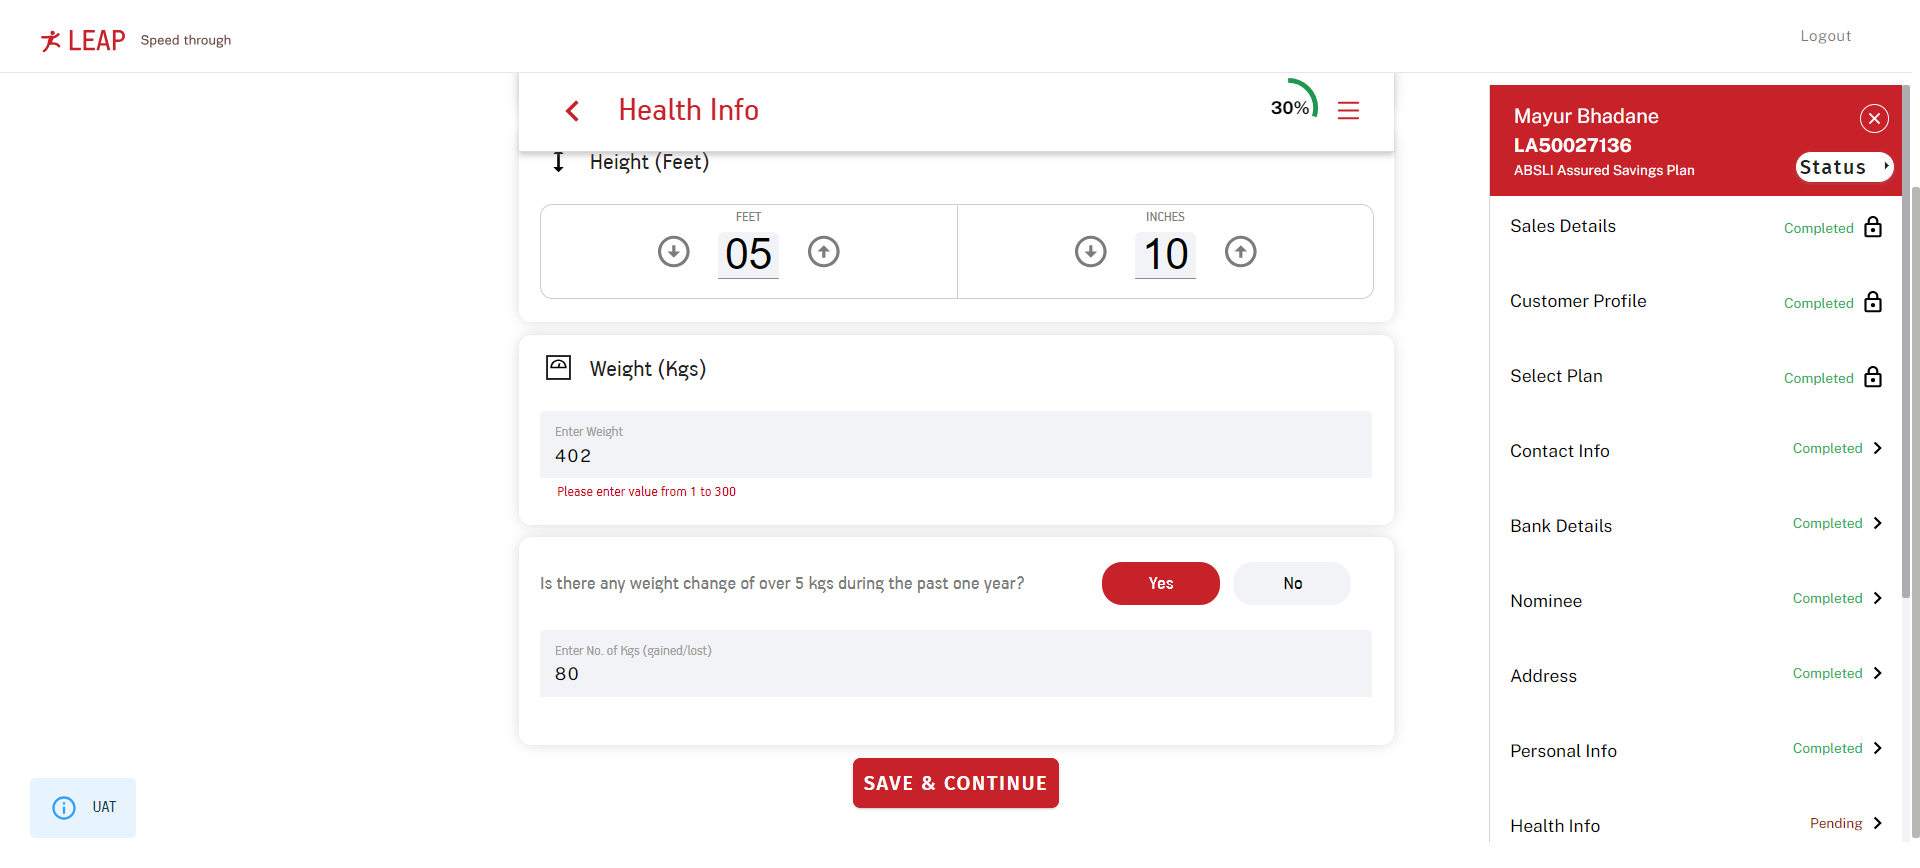 LEAP Speed through
Logout
Health Info
30%
Height (Feet)
FEET
INCHES
05
10
Weight (Kgs)
Enter Weight
402
Please enter value from 1 to 300
Is there any weight change of over 5 kgs during the past one year?
Yes
No
Enter No. of Kgs (gained/lost)
80
SAVE & CONTINUE
UAT
Mayur Bhadane
LA50027136
ABSLI Assured Savings Plan
Status
Sales Details Completed
Customer Profile Completed
Select Plan Completed
Contact Info Completed
Bank Details Completed
Nominee Completed
Address Completed
Personal Info Completed
Health Info Pending